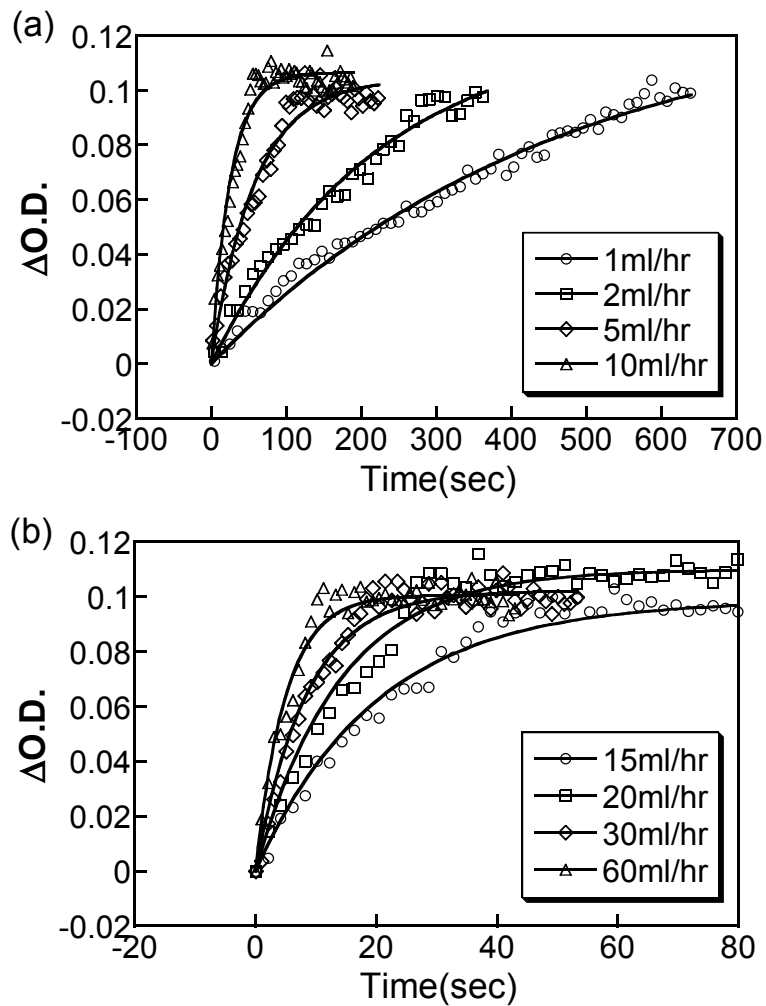 (a)
0.12
0.1
0.08
0.06
0.04
0.02
0
-0.02
ΔO.D.
1ml/hr
2ml/hr
5ml/hr
10ml/hr
-100 0 100 200 300 400 500 600 700
Time(sec)
(b)
0.12
0.1
0.08
0.06
0.04
0.02
0
-0.02
ΔO.D.
15ml/hr
20ml/hr
30ml/hr
60ml/hr
-20 0 20 40 60 80
Time(sec)